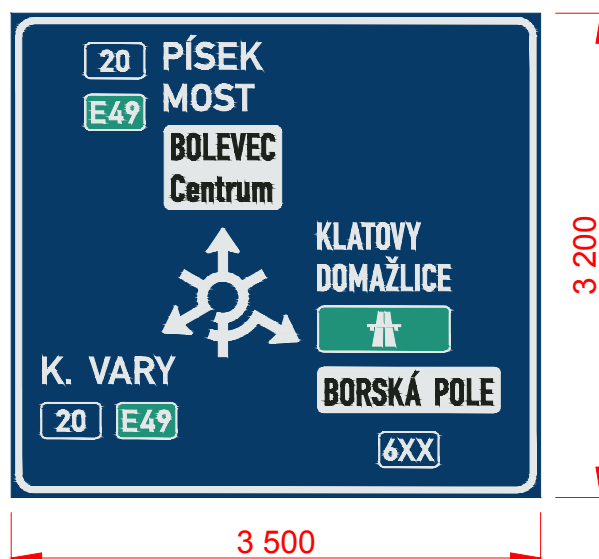 20 PÍSEK
E49 MOST
BOLEVEC
Centrum
KLATOVY
DOMAŽLICE
K. VARY
BORSKÁ POLE
20 E49
6XX
3 200
3 500